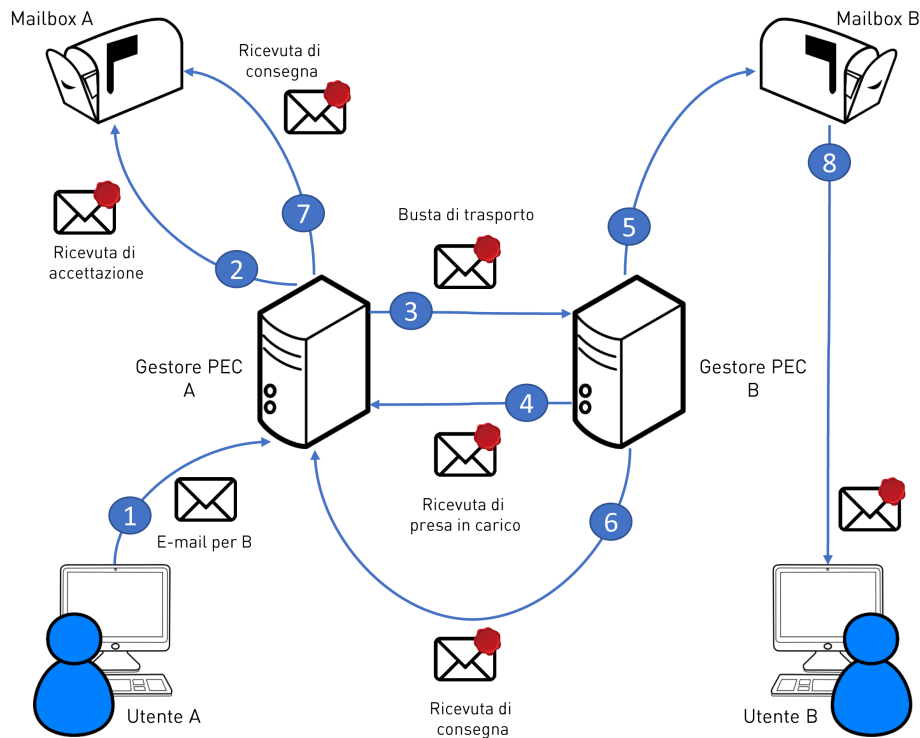 Mailbox A
Mailbox B
Ricevuta di
consegna
8
Ricevuta di
accettazione
7
Busta di trasporto
5
2
3
Gestore PEC
A
Gestore PEC
B
4
Ricevuta di
presa in carico
1
E-mail per B
6
Utente A
Ricevuta di
consegna
Utente B